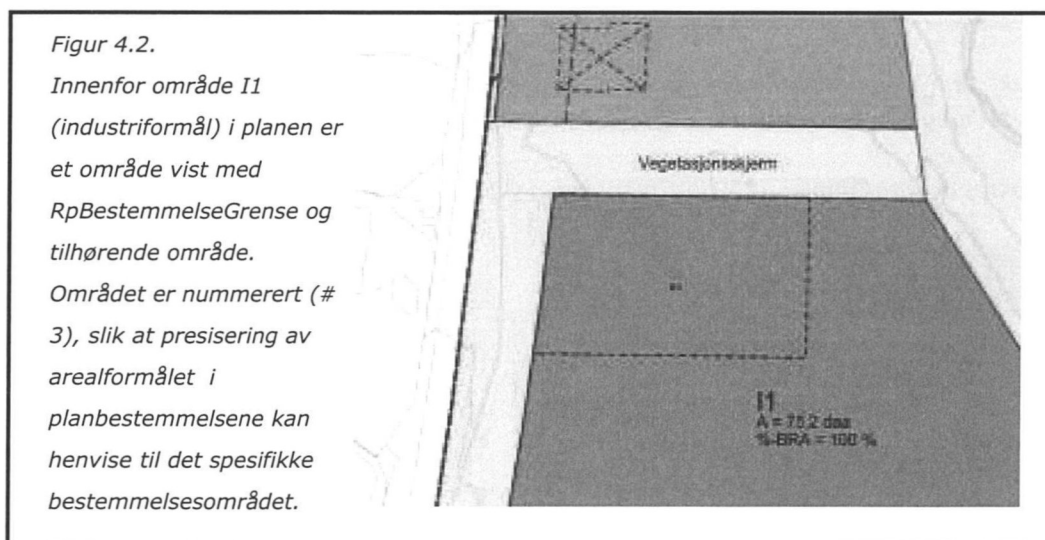 Figur 4.2.
Innenfor område I1
(industriformål) i planen er
et område vist med
RpBestemmelseGrense og
tilhørende område.
Området er nummerert (#
3), slik at presisering av
arealformålet i
planbestemmelsene kan
henvise til det spesifikke
bestemmelsesområdet.
Vegetasjonsskjerm
I1
A = 75,2 daa
%-BRA = 100 %